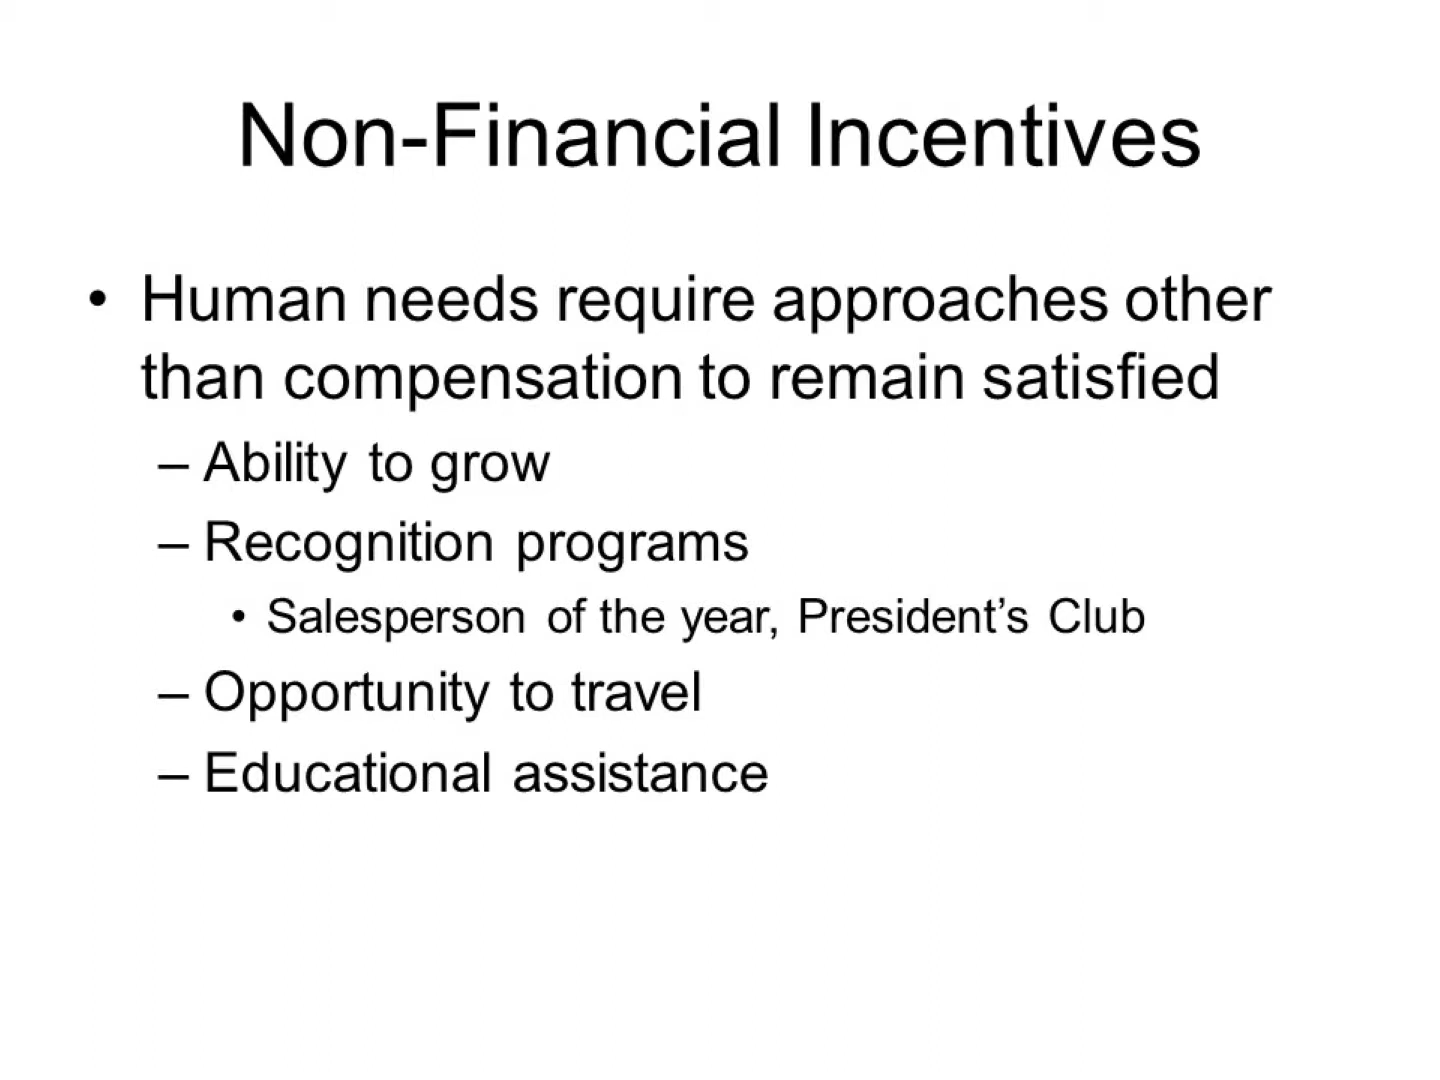 Non-Financial Incentives
• Human needs require approaches other
than compensation to remain satisfied
– Ability to grow
– Recognition programs
• Salesperson of the year, President’s Club
– Opportunity to travel
– Educational assistance